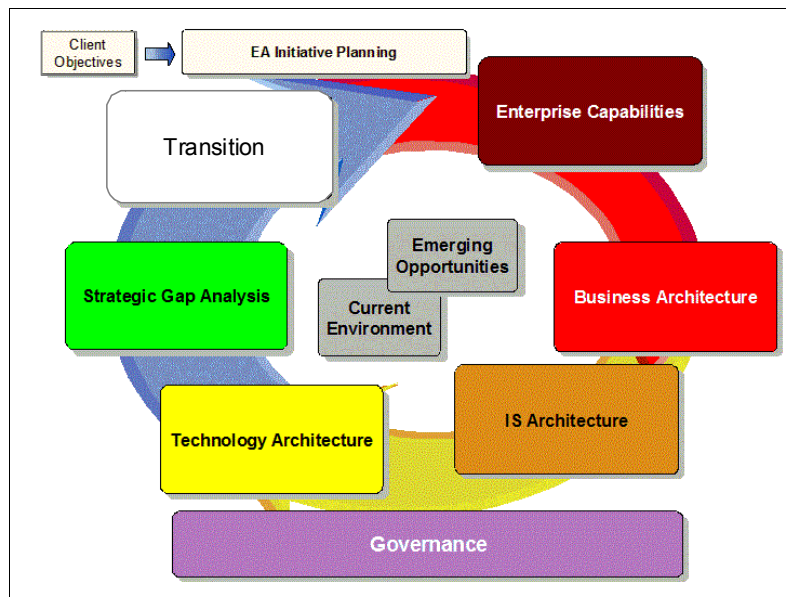 Client
Objectives
EA Initiative Planning
Enterprise Capabilities
Transition
Emerging
Opportunities
Strategic Gap Analysis
Business Architecture
Current
Environment
IS Architecture
Technology Architecture
Governance